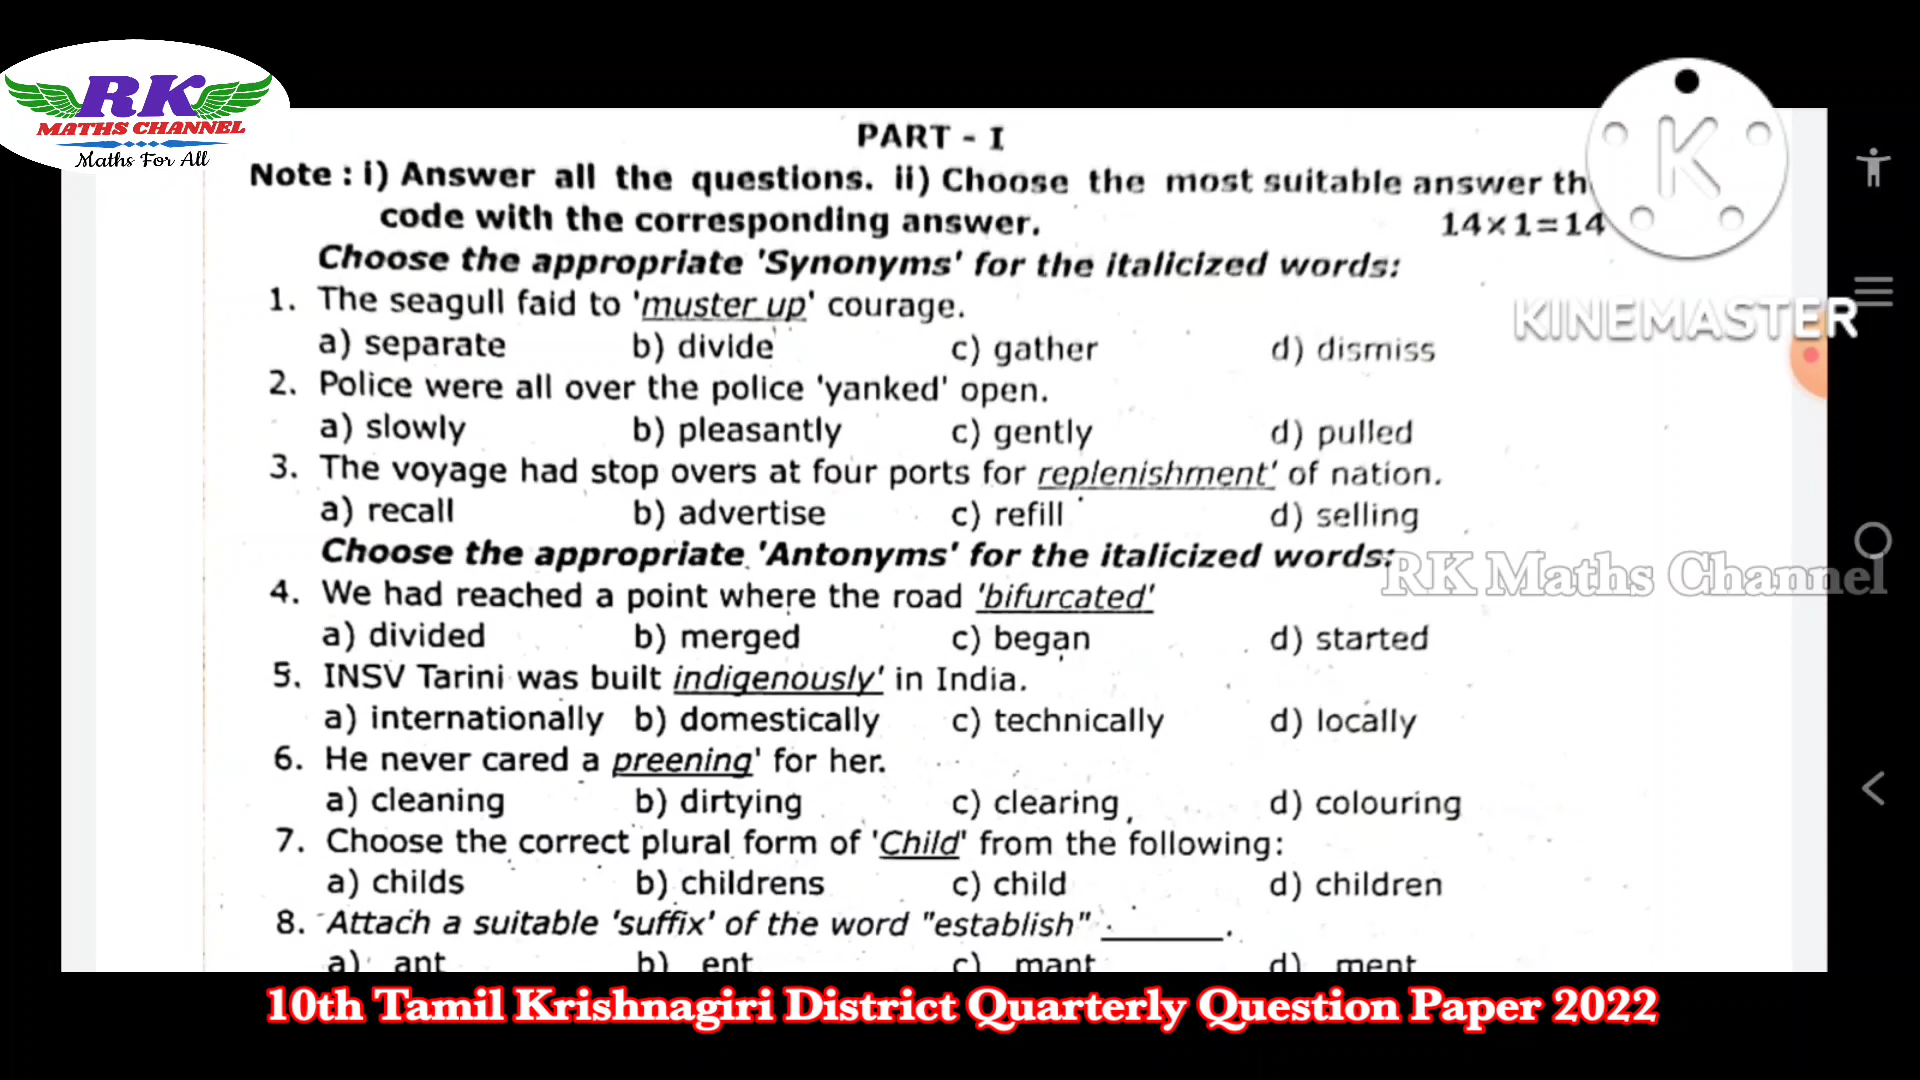 RK
MATHS CHANNEL
Maths For All
PART - I
Note : i) Answer all the questions. ii) Choose the most suitable answer
code with the corresponding answer. 14×1=14
Choose the appropriate 'Synonyms' for the italicized words:
1. The seagull faid to 'muster up' courage.
a) separate b) divide c) gather d) dismiss
2. Police were all over the police 'yanked' open.
a) slowly b) pleasantly c) gently d) pulled
3. The voyage had stop overs at four ports for replenishment' of nation.
a) recall b) advertise c) refill d) selling
Choose the appropriate 'Antonyms' for the italicized words:
4. We had reached a point where the road 'bifurcated'
a) divided b) merged c) began d) started
5. INSV Tarini was built indigenously' in India.
a) internationally b) domestically c) technically d) locally
6. He never cared a preening' for her.
a) cleaning b) dirtying c) clearing d) colouring
7. Choose the correct plural form of 'Child' from the following:
a) childs b) childrens c) child d) children
8. Attach a suitable 'suffix' of the word "establish" ______.
a) ant b) ent c) mant d) ment
K
KINEMASTER
RK Maths Channel
10th Tamil Krishnagiri District Quarterly Question Paper 2022